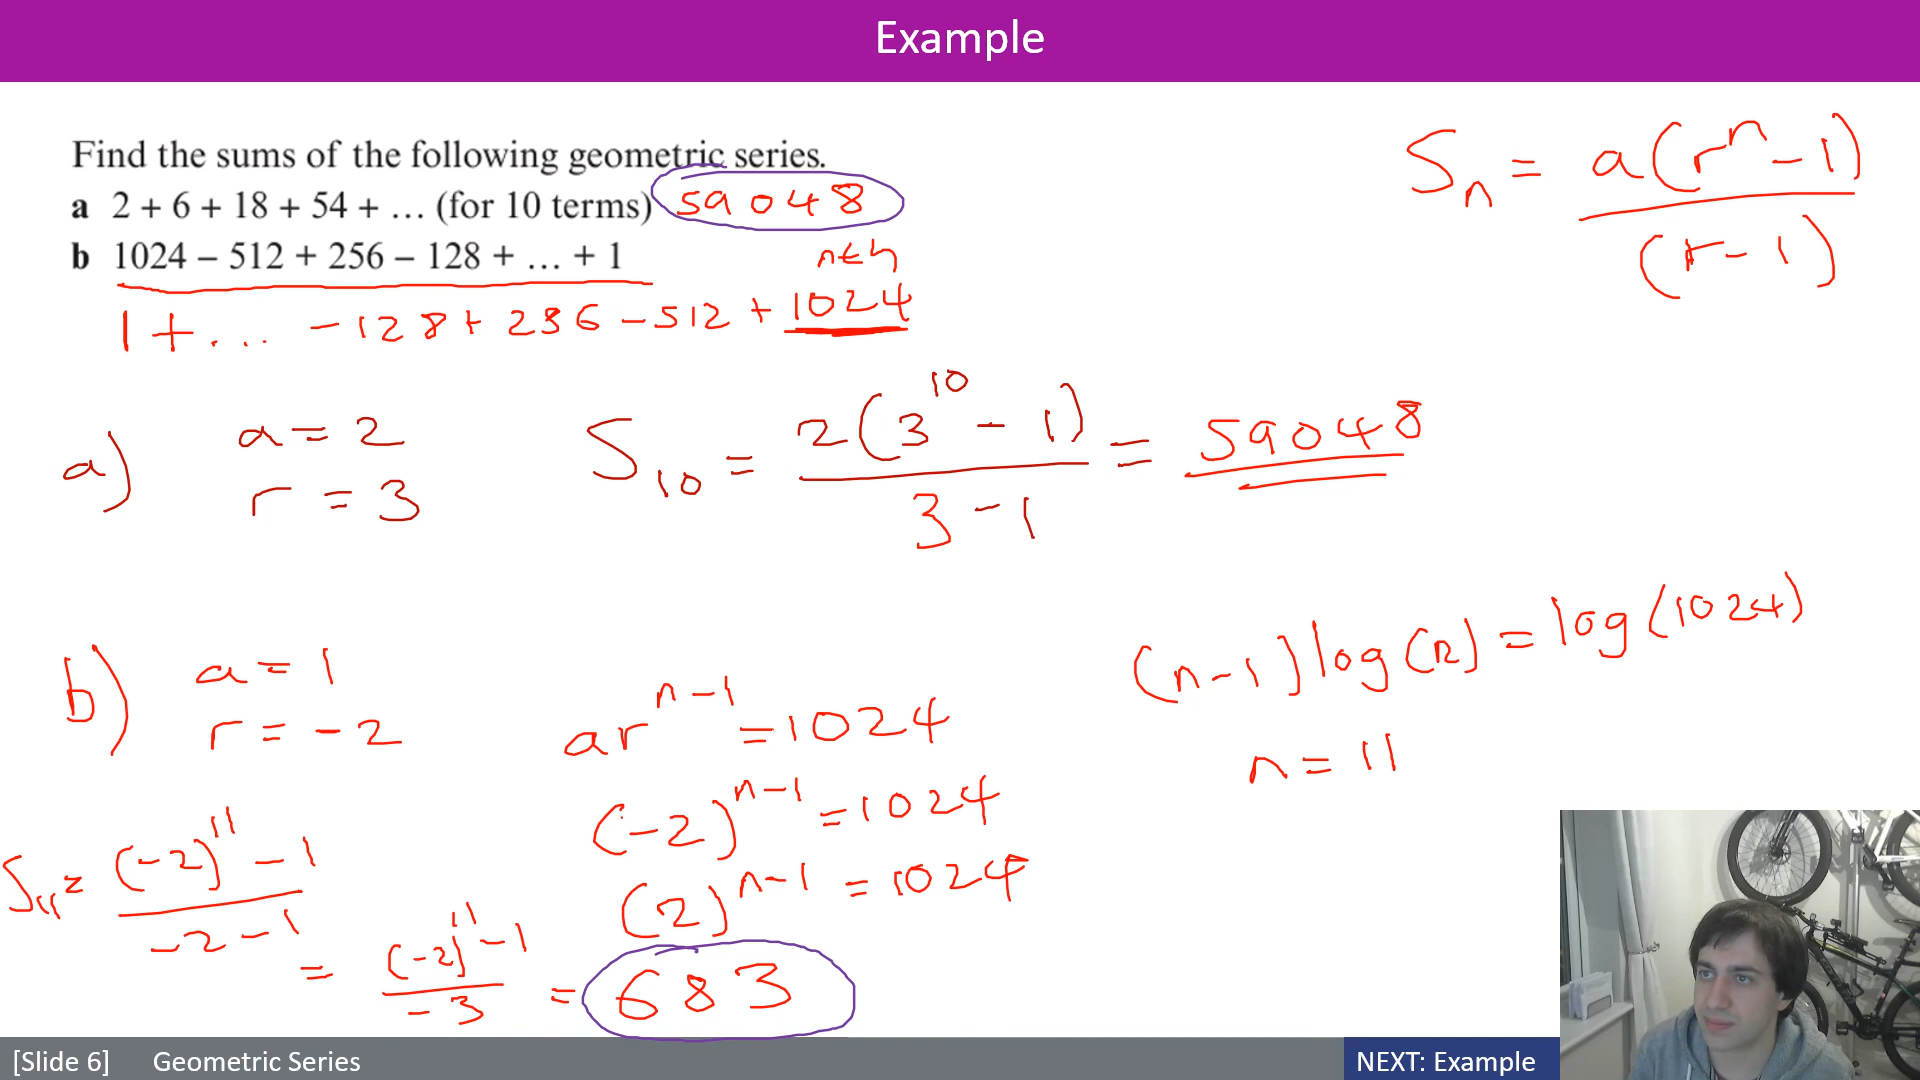 Example
Find the sums of the following geometric series.
a 2 + 6 + 18 + 54 + … (for 10 terms) 59048
b 1024 – 512 + 256 – 128 + … + 1
nth
1 + ... - 128 + 256 - 512 + 1024
Sn = a(r^n - 1) / (r - 1)
a) a = 2
r = 3
S10 = 2(3^10 - 1) / 3 - 1 = 59048
b) a = 1
r = -2
ar^n-1 = 1024
(-2)^n-1 = 1024
(2)^n-1 = 1024
(n-1)log(2) = log(1024)
n = 11
S11 = (-2)^11 - 1 / -2 - 1
= (-2)^11 - 1 / -3 = 683
[Slide 6] Geometric Series
NEXT: Example